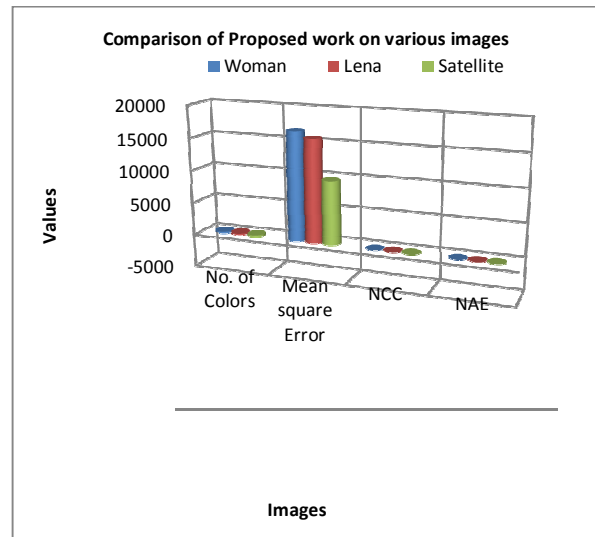 Comparison of Proposed work on various images
Woman Lena Satellite
20000
15000
10000
5000
0
-5000
Values
No. of
Colors
Mean
square
Error
NCC
NAE
Images